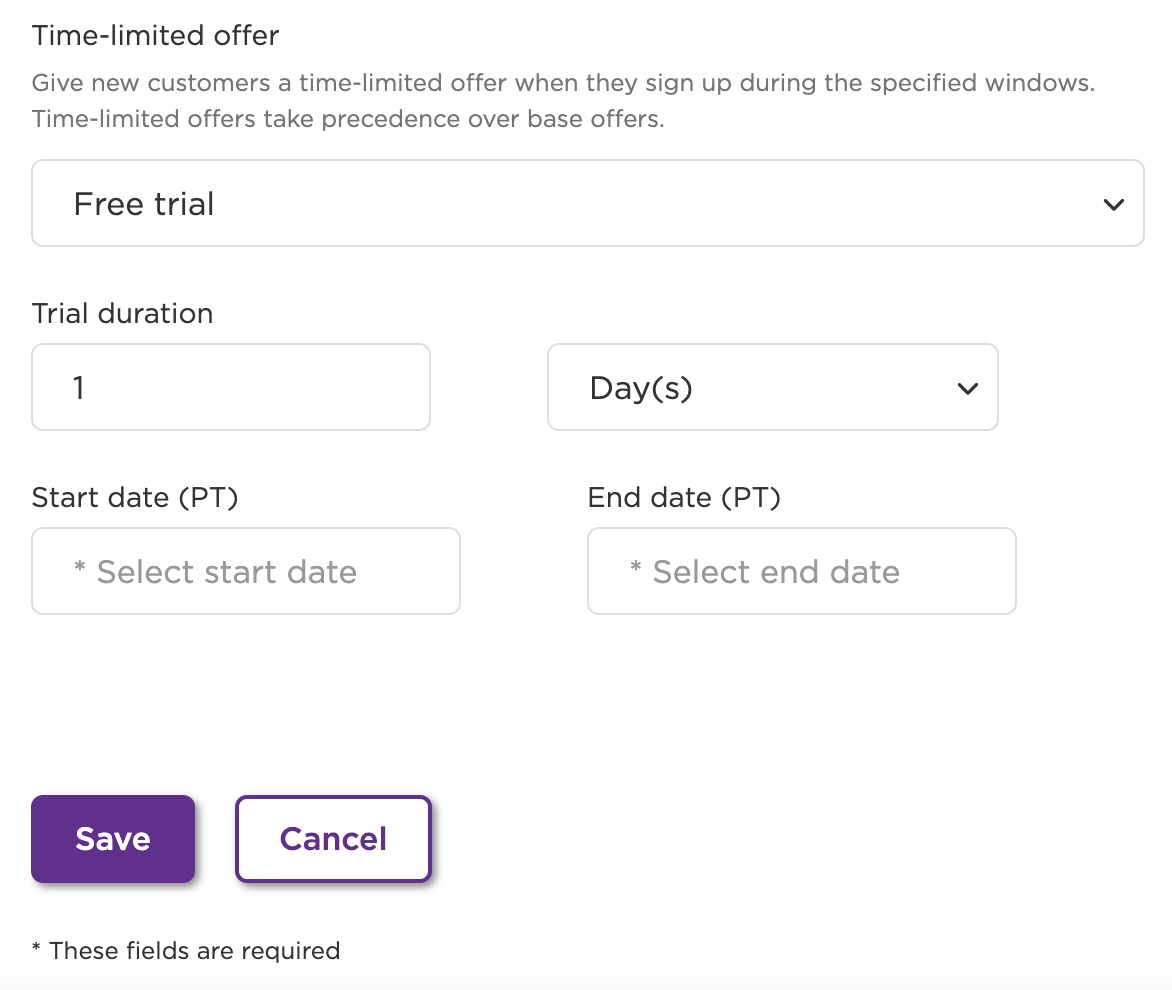 Time-limited offer
Give new customers a time-limited offer when they sign up during the specified windows.
Time-limited offers take precedence over base offers.
Free trial
Trial duration
1
Day(s)
Start date (PT)
End date (PT)
* Select start date
* Select end date
Save
Cancel
* These fields are required